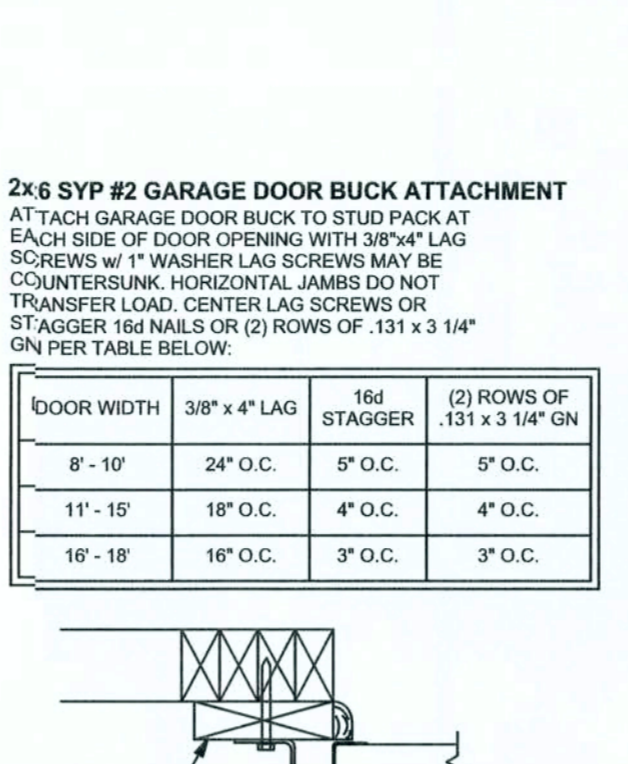 2x6 SYP #2 GARAGE DOOR BUCK ATTACHMENT
ATTACH GARAGE DOOR BUCK TO STUD PACK AT
EACH SIDE OF DOOR OPENING WITH 3/8"x4" LAG
SCREWS w/ 1" WASHER LAG SCREWS MAY BE
COUNTERSUNK. HORIZONTAL JAMBS DO NOT
TRANSFER LOAD. CENTER LAG SCREWS OR
STAGGER 16d NAILS OR (2) ROWS OF .131 x 3 1/4"
GN PER TABLE BELOW:
DOOR WIDTH 3/8" x 4" LAG 16d STAGGER (2) ROWS OF .131 x 3 1/4" GN
8' - 10' 24" O.C. 5" O.C. 5" O.C.
11' - 15' 18" O.C. 4" O.C. 4" O.C.
16' - 18' 16" O.C. 3" O.C. 3" O.C.